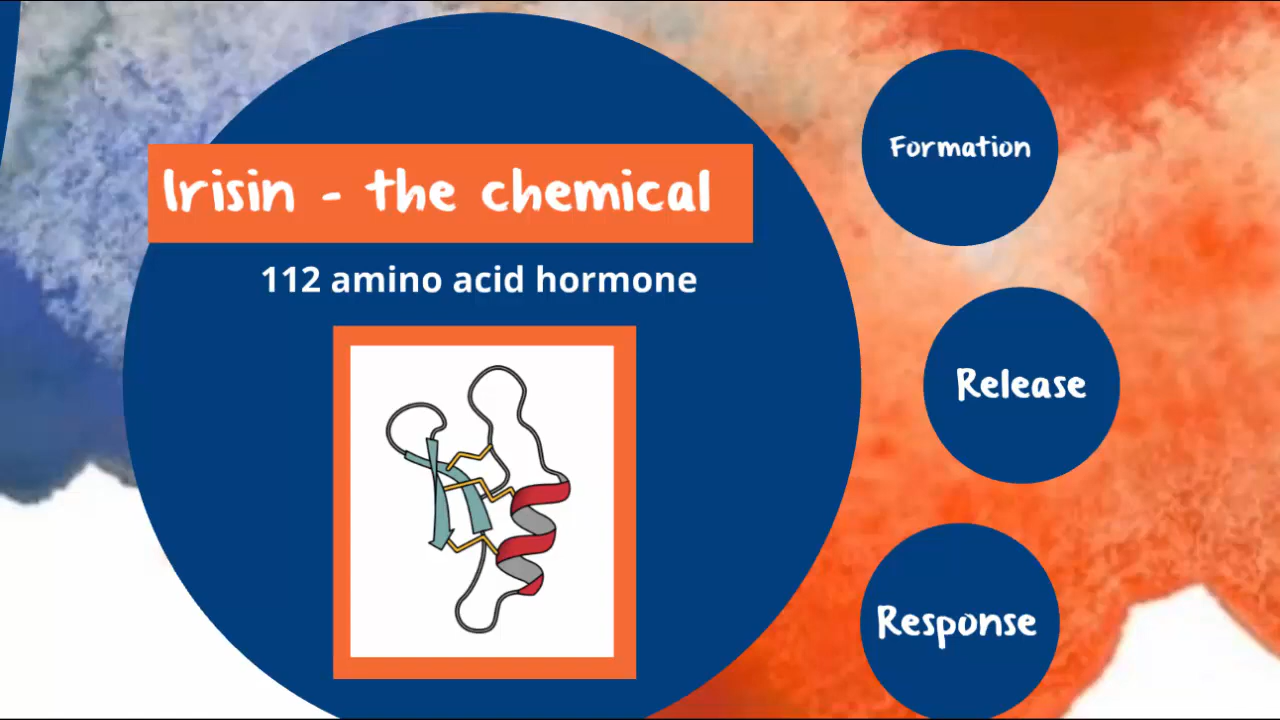 Irisin - the chemical
112 amino acid hormone
Formation
Release
Response